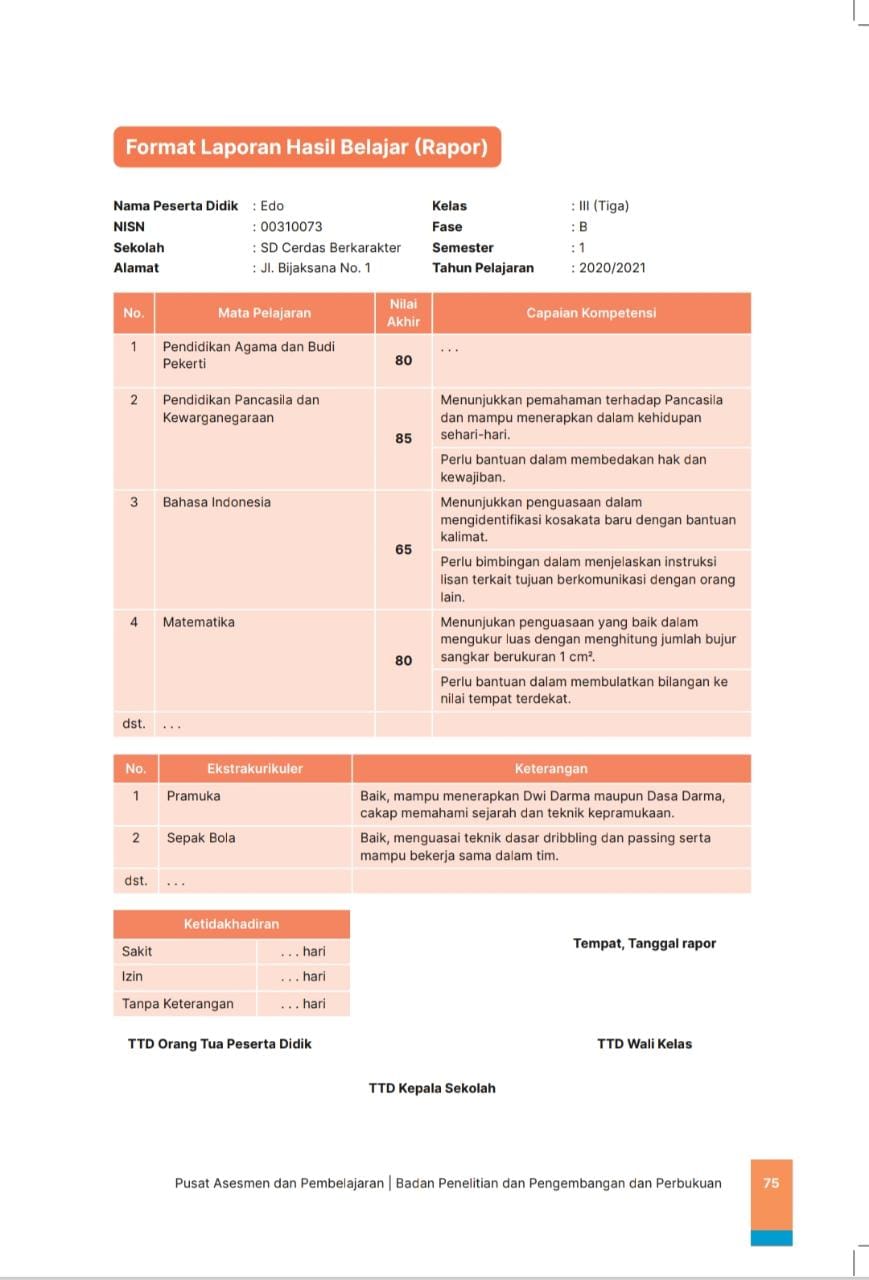 Format Laporan Hasil Belajar (Rapor)
Nama Peserta Didik : Edo
Kelas : III (Tiga)
NISN : 00310073
Fase : B
Sekolah : SD Cerdas Berkarakter
Semester : 1
Alamat : Jl. Bijaksana No. 1
Tahun Pelajaran : 2020/2021
No. Mata Pelajaran Nilai Akhir Capaian Kompetensi
1 Pendidikan Agama dan Budi
Pekerti
80
. . .
2 Pendidikan Pancasila dan
Kewarganegaraan
85
Menunjukkan pemahaman terhadap Pancasila
dan mampu menerapkan dalam kehidupan
sehari-hari.
Perlu bantuan dalam membedakan hak dan
kewajiban.
3 Bahasa Indonesia
65
Menunjukkan penguasaan dalam
mengidentifikasi kosakata baru dengan bantuan
kalimat.
Perlu bimbingan dalam menjelaskan instruksi
lisan terkait tujuan berkomunikasi dengan orang
lain.
4 Matematika
80
Menunjukan penguasaan yang baik dalam
mengukur luas dengan menghitung jumlah bujur
sangkar berukuran 1 cm².
Perlu bantuan dalam membulatkan bilangan ke
nilai tempat terdekat.
dst. . . .
No. Ekstrakurikuler Keterangan
1 Pramuka
Baik, mampu menerapkan Dwi Darma maupun Dasa Darma,
cakap memahami sejarah dan teknik kepramukaan.
2 Sepak Bola
Baik, menguasai teknik dasar dribbling dan passing serta
mampu bekerja sama dalam tim.
dst. . . .
Ketidakhadiran
Sakit . . . hari
Izin . . . hari
Tanpa Keterangan . . . hari
Tempat, Tanggal rapor
TTD Orang Tua Peserta Didik
TTD Wali Kelas
TTD Kepala Sekolah
Pusat Asesmen dan Pembelajaran | Badan Penelitian dan Pengembangan dan Perbukuan
75